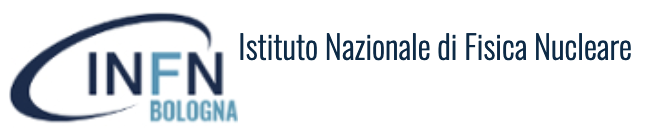 Istituto Nazionale di Fisica Nucleare
INFN
BOLOGNA